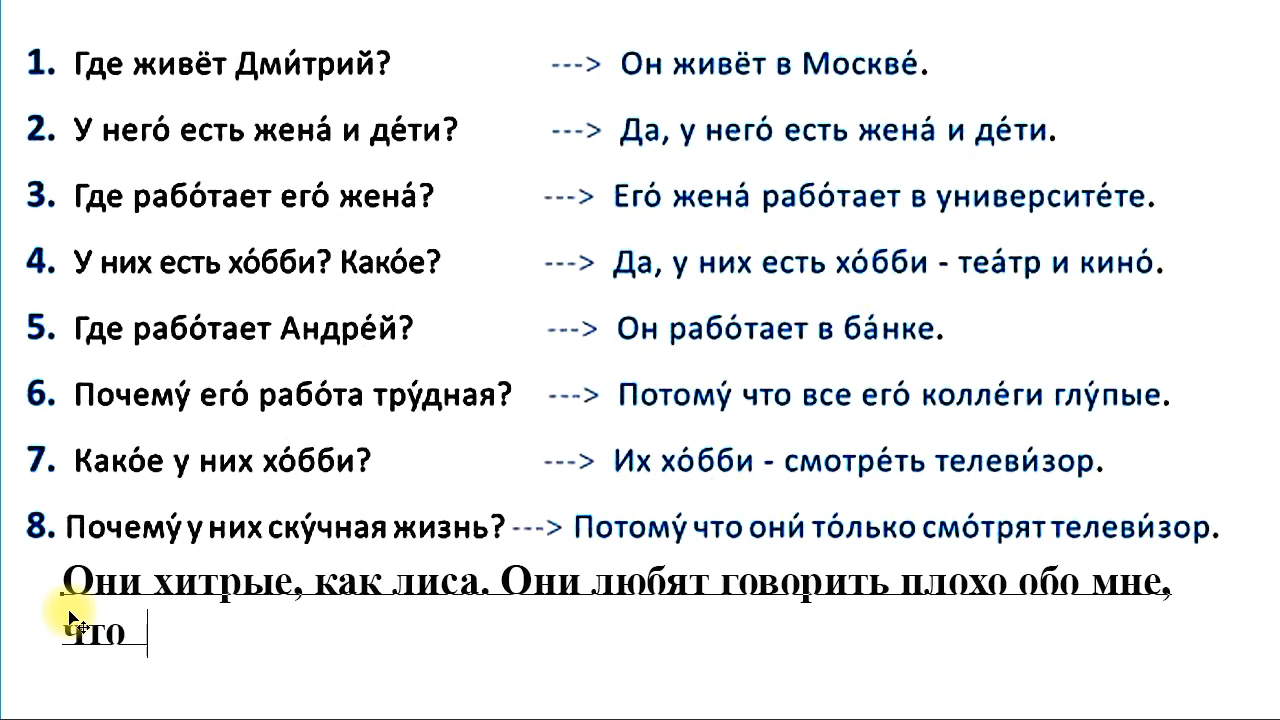 1. Где живёт Дми́трий? ---> Он живёт в Москве́.
2. У него́ есть жена́ и де́ти? ---> Да, у него́ есть жена́ и де́ти.
3. Где рабо́тает его́ жена́? ---> Его́ жена́ рабо́тает в университе́те.
4. У них есть хо́бби? Како́е? ---> Да, у них есть хо́бби - теа́тр и кино́.
5. Где рабо́тает Андре́й? ---> Он рабо́тает в ба́нке.
6. Почему́ его́ рабо́та тру́дная? ---> Потому́ что все его́ колле́ги глу́пые.
7. Како́е у них хо́бби? ---> Их хо́бби - смотре́ть телеви́зор.
8. Почему́ у них ску́чная жизнь? ---> Потому́ что они́ то́лько смо́трят телеви́зор.
Они хитрые, как лиса. Они любят говорить плохо обо мне,
что